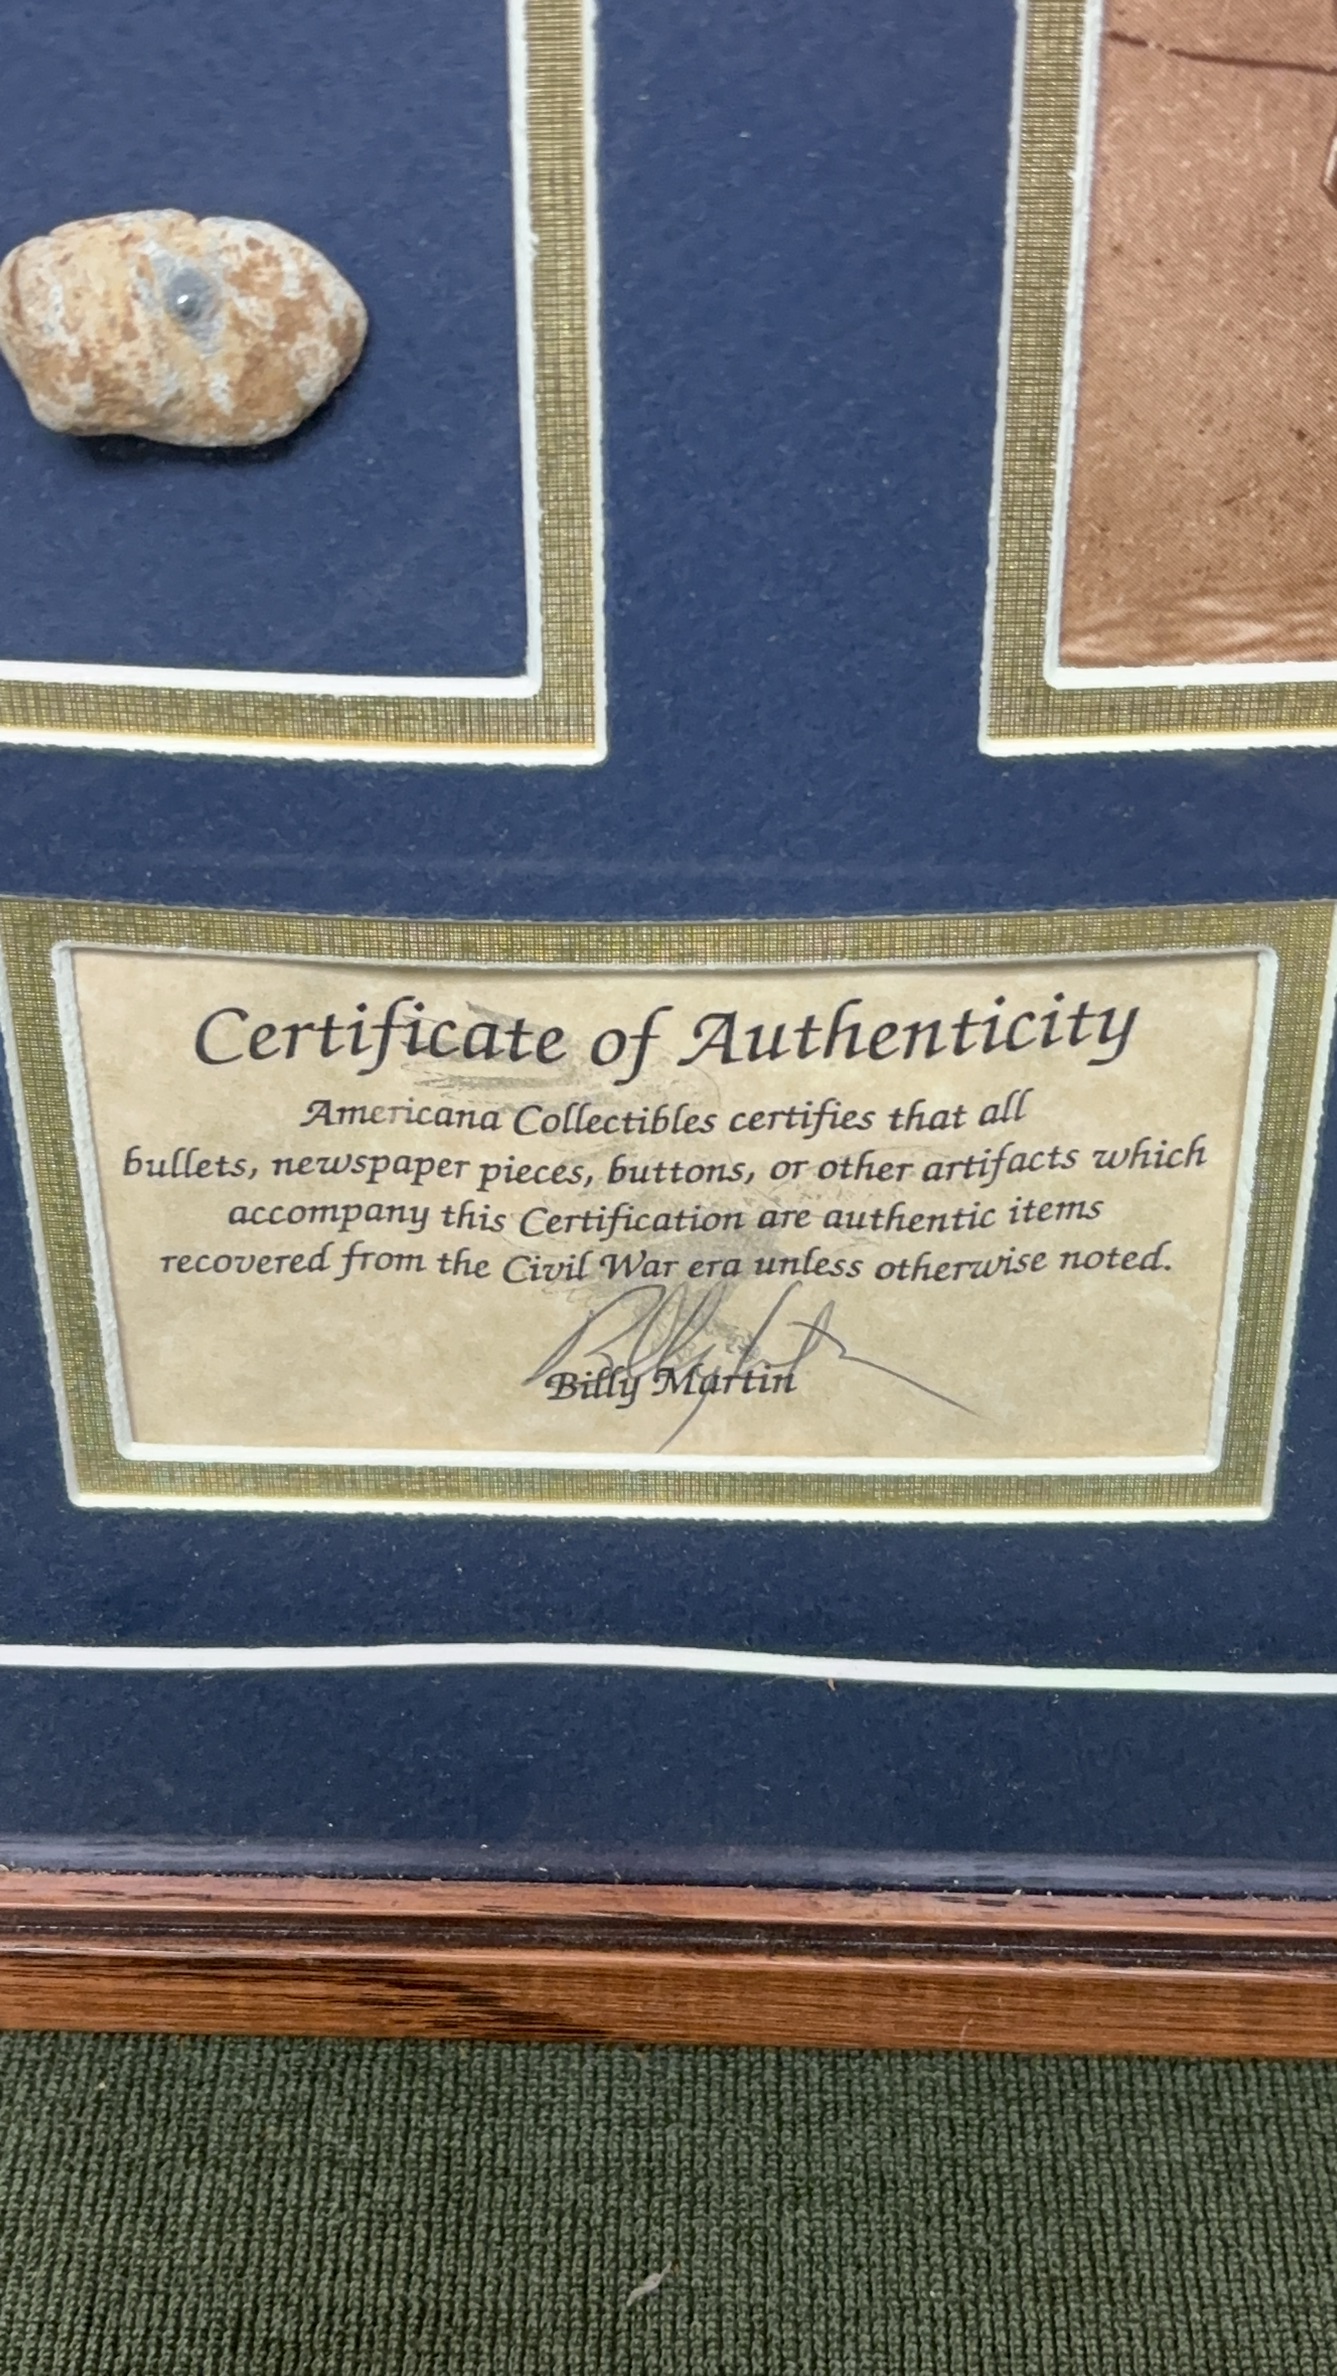 Certificate of Authenticity
Americana Collectibles certifies that all
bullets, newspaper pieces, buttons, or other artifacts which
accompany this Certification are authentic items
recovered from the Civil War era unless otherwise noted.
Billy Martin